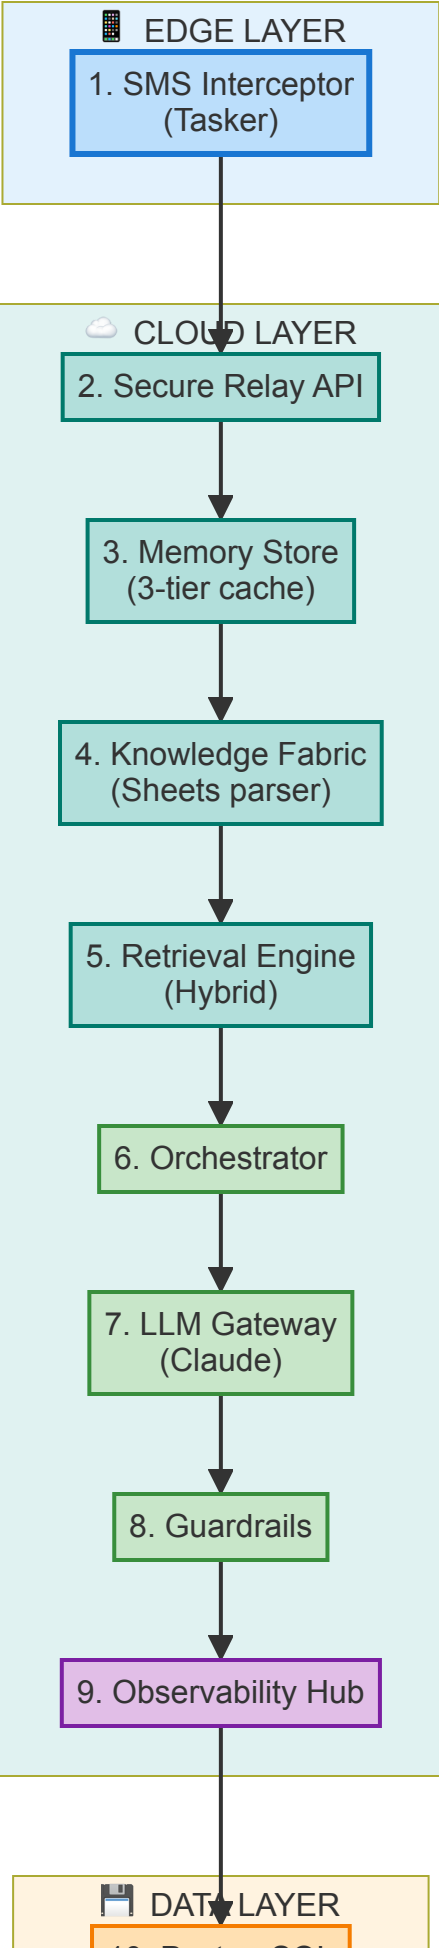 EDGE LAYER
1. SMS Interceptor
(Tasker)
CLOUD LAYER
2. Secure Relay API
3. Memory Store
(3-tier cache)
4. Knowledge Fabric
(Sheets parser)
5. Retrieval Engine
(Hybrid)
6. Orchestrator
7. LLM Gateway
(Claude)
8. Guardrails
9. Observability Hub
DATA LAYER